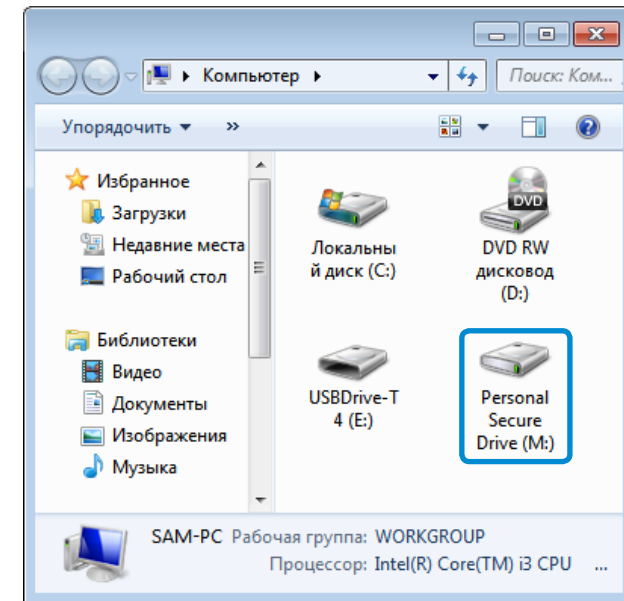 Компьютер
Поиск: Ком...
Упорядочить
»
Избранное
Загрузки
Недавние места
Рабочий стол
Библиотеки
Видео
Документы
Изображения
Музыка
Локальны
й диск (C:)
DVD
DVD RW
дисковод
(D:)
USBDrive-T
4 (E:)
Personal
Secure
Drive (M:)
SAM-PC Рабочая группа: WORKGROUP
Процессор: Intel(R) Core(TM) i3 CPU ...